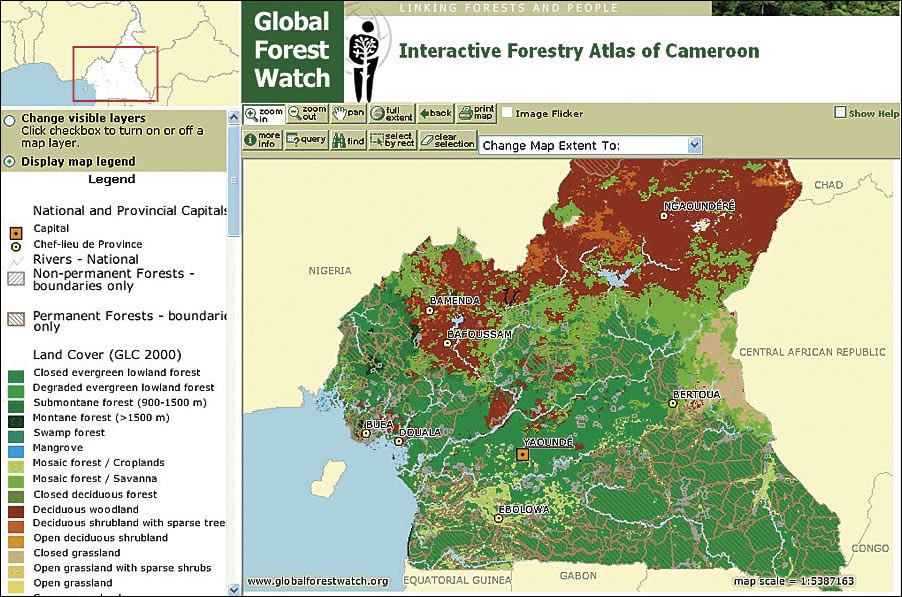 LINKING FORESTS AND PEOPLE
Global
Forest
Watch
Interactive Forestry Atlas of Cameroon
zoom in
zoom out
pan
full extent
back
print map
Image Flicker
Show Help
more info
query
find
select by rect
clear selection
Change Map Extent To:
Change visible layers
Click checkbox to turn on or off a
map layer.
Display map legend
Legend
National and Provincial Capitals
Capital
Chef-lieu de Province
Rivers - National
Non-permanent Forests -
boundaries only
Permanent Forests - boundarie
only
Land Cover (GLC 2000)
Closed evergreen lowland forest
Degraded evergreen lowland forest
Submontane forest (900-1500 m)
Montane forest (>1500 m)
Swamp forest
Mangrove
Mosaic forest / Croplands
Mosaic forest / Savanna
Closed deciduous forest
Deciduous woodland
Deciduous shrubland with sparse tree
Open deciduous shrubland
Closed grassland
Open grassland with sparse shrubs
Open grassland
CHAD
NGAOUNDÉRÉ
NIGERIA
BAMENDA
BAFOUSSAM
CENTRAL AFRICAN REPUBLIC
BERTOUA
BUEA
DOUALA
YAOUNDÉ
EBOLOWA
CONGO
EQUATORIAL GUINEA
GABON
www.globalforestwatch.org
map scale = 1:5387163